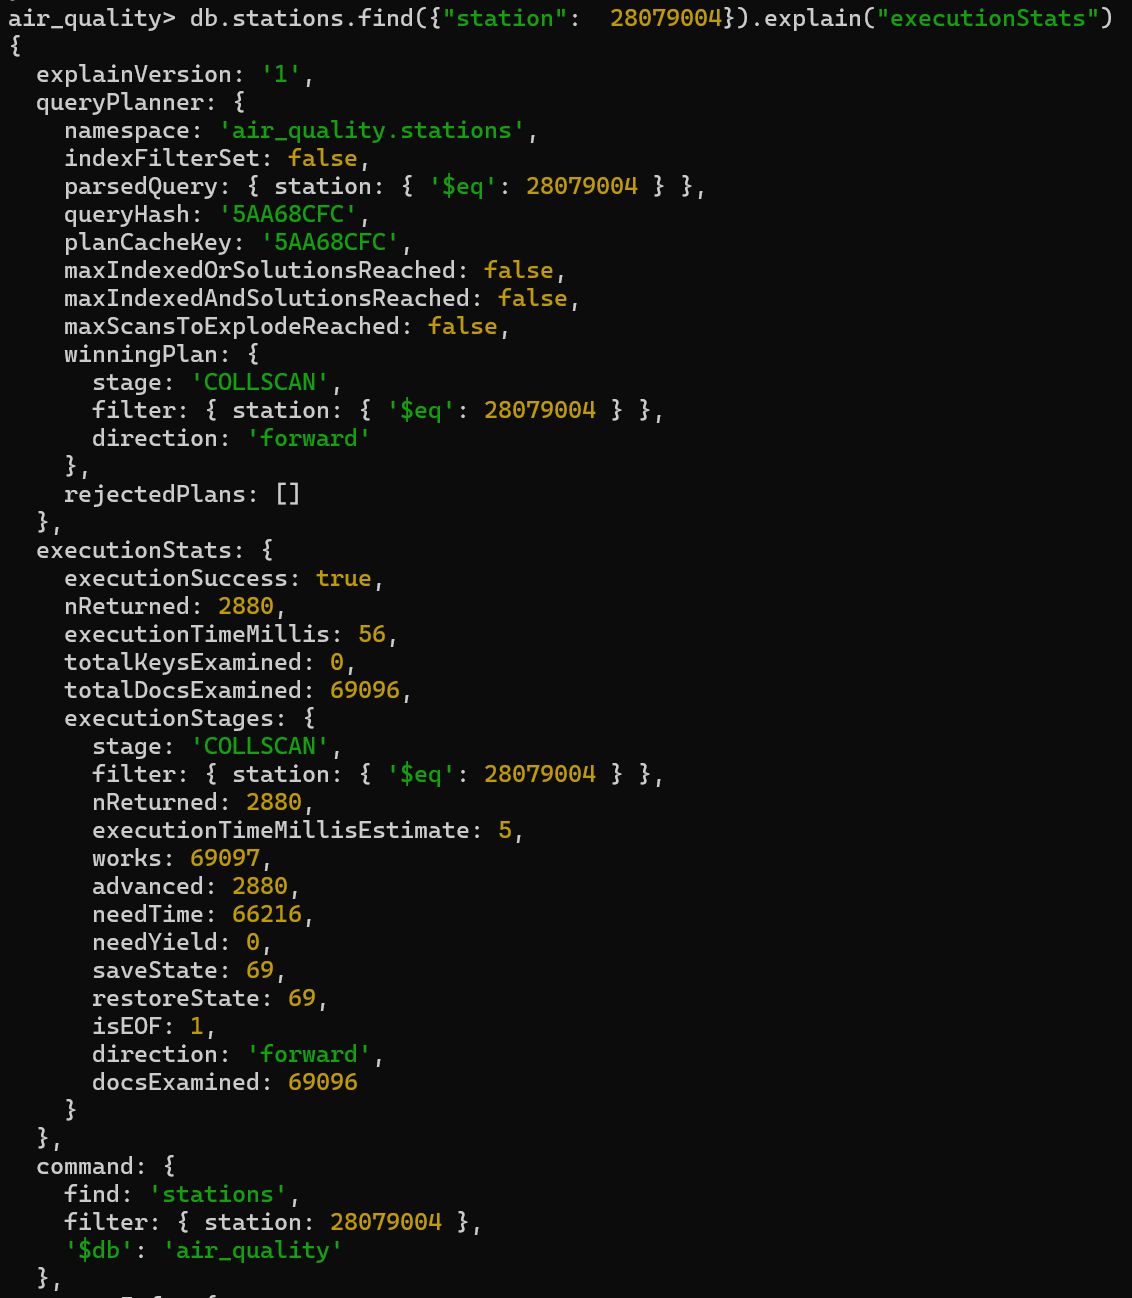 air_quality> db.stations.find({"station":  28079004}).explain("executionStats")
{
  explainVersion: '1',
  queryPlanner: {
    namespace: 'air_quality.stations',
    indexFilterSet: false,
    parsedQuery: { station: { '$eq': 28079004 } },
    queryHash: '5AA68CFC',
    planCacheKey: '5AA68CFC',
    maxIndexedOrSolutionsReached: false,
    maxIndexedAndSolutionsReached: false,
    maxScansToExplodeReached: false,
    winningPlan: {
      stage: 'COLLSCAN',
      filter: { station: { '$eq': 28079004 } },
      direction: 'forward'
    },
    rejectedPlans: []
  },
  executionStats: {
    executionSuccess: true,
    nReturned: 2880,
    executionTimeMillis: 56,
    totalKeysExamined: 0,
    totalDocsExamined: 69096,
    executionStages: {
      stage: 'COLLSCAN',
      filter: { station: { '$eq': 28079004 } },
      nReturned: 2880,
      executionTimeMillisEstimate: 5,
      works: 69097,
      advanced: 2880,
      needTime: 66216,
      needYield: 0,
      saveState: 69,
      restoreState: 69,
      isEOF: 1,
      direction: 'forward',
      docsExamined: 69096
    }
  },
  command: {
    find: 'stations',
    filter: { station: 28079004 },
    '$db': 'air_quality'
  },